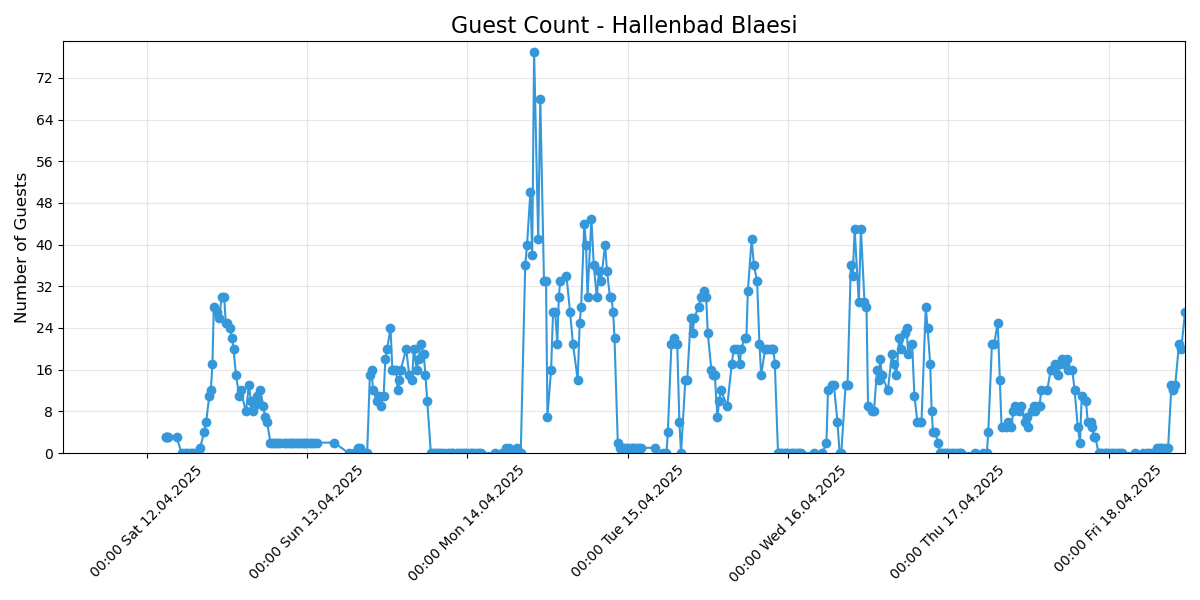 Guest Count - Hallenbad Blaesi
Number of Guests
72
64
56
48
40
32
24
16
8
0
00:00 Sat 12.04.2025
00:00 Sun 13.04.2025
00:00 Mon 14.04.2025
00:00 Tue 15.04.2025
00:00 Wed 16.04.2025
00:00 Thu 17.04.2025
00:00 Fri 18.04.2025